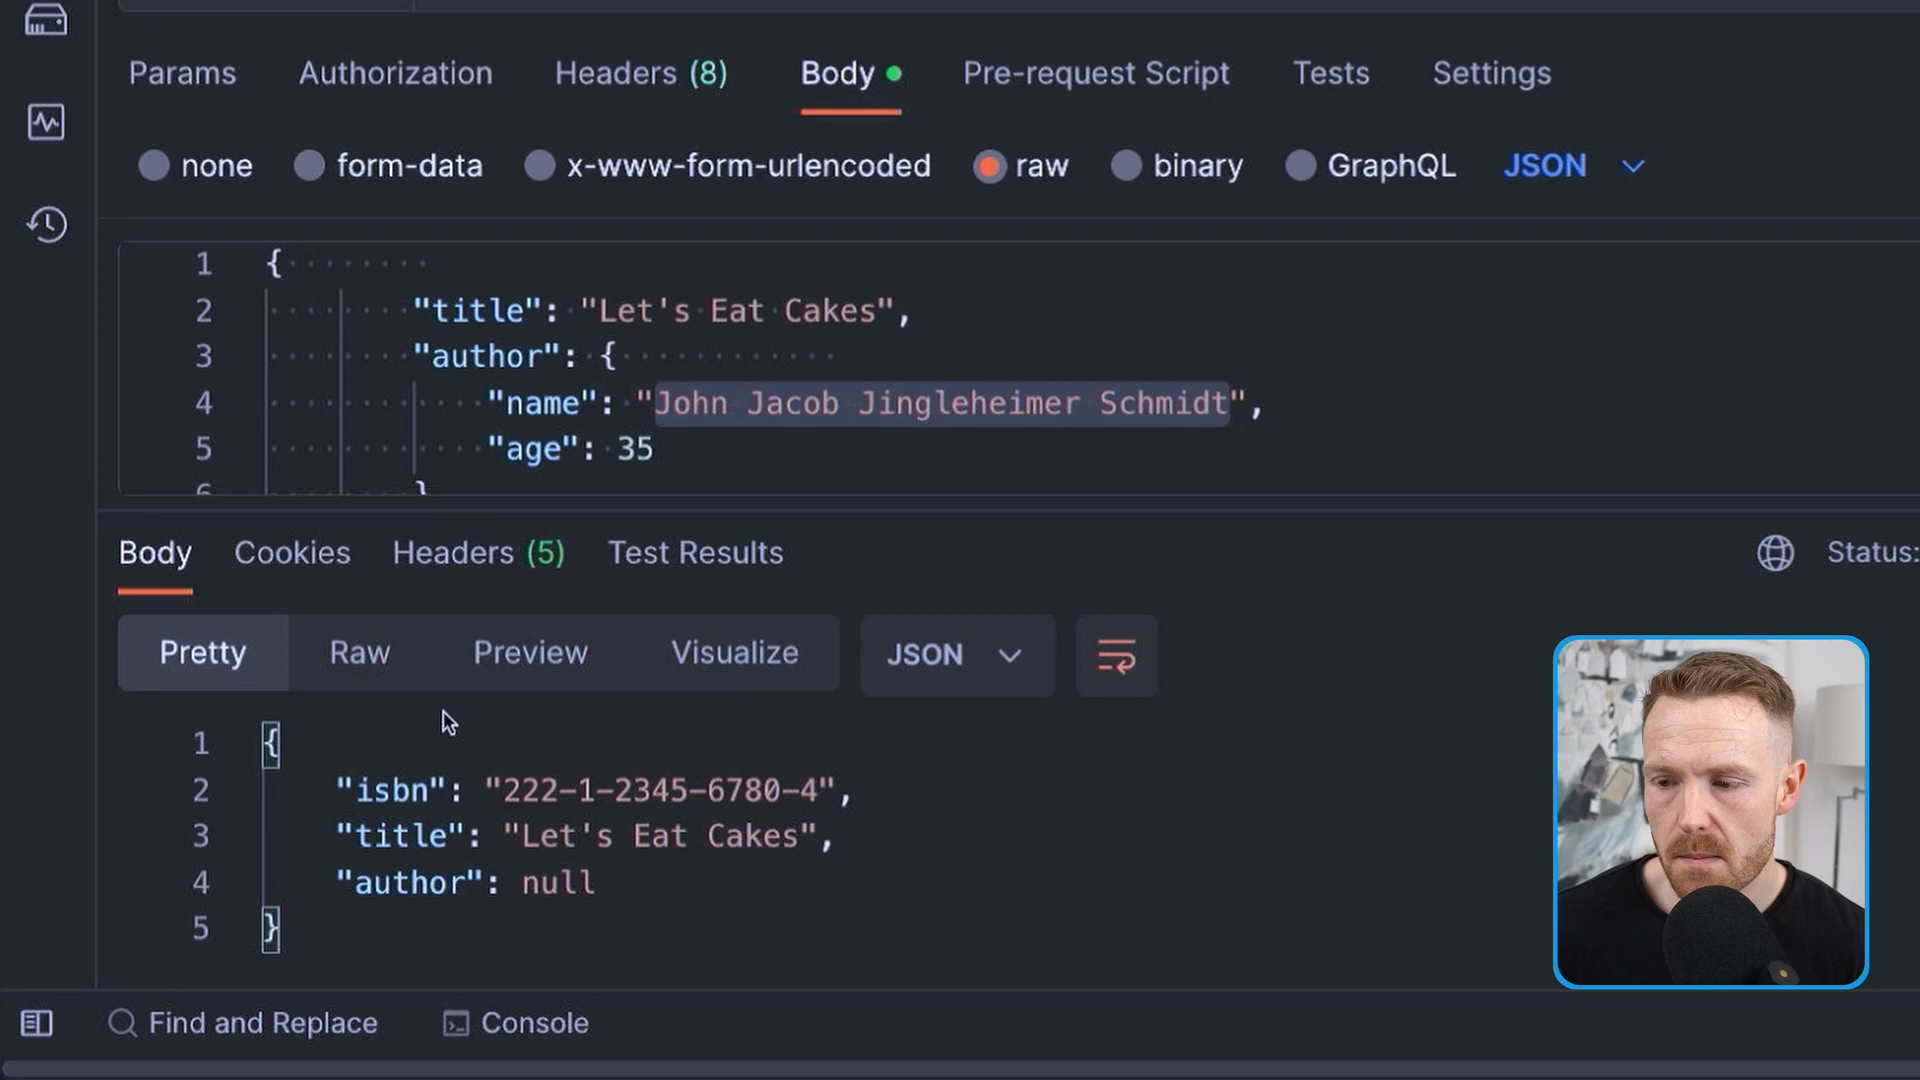 Params Authorization Headers (8) Body Pre-request Script Tests Settings
none form-data x-www-form-urlencoded raw binary GraphQL JSON
1 {
2 "title": "Let's Eat Cakes",
3 "author": {
4 "name": "John Jacob Jingleheimer Schmidt",
5 "age": 35
6 }
Body Cookies Headers (5) Test Results Status:
Pretty Raw Preview Visualize JSON
1 {
2 "isbn": "222-1-2345-6780-4",
3 "title": "Let's Eat Cakes",
4 "author": null
5 }
Find and Replace Console